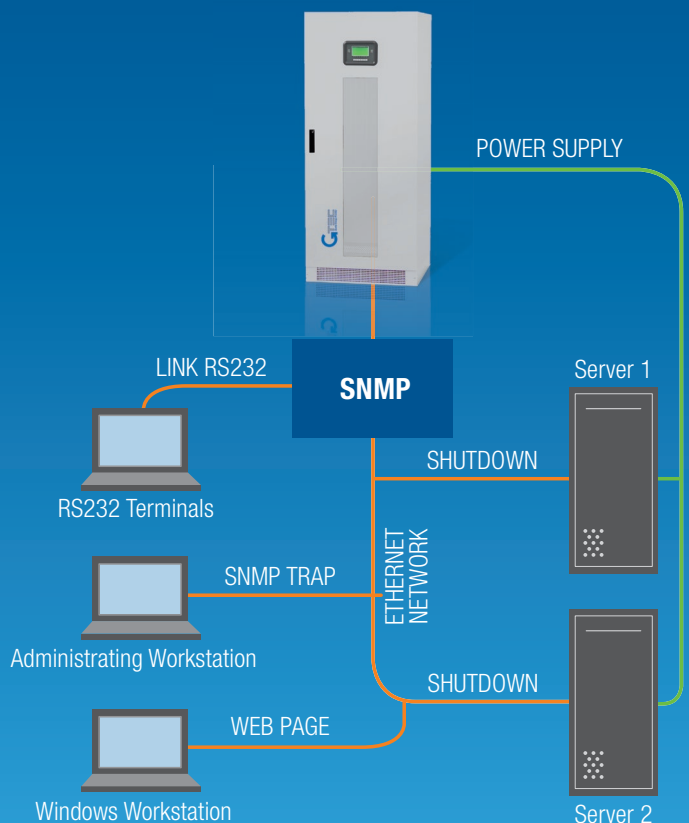 GTEC
POWER SUPPLY
LINK RS232
SNMP
Server 1
SHUTDOWN
RS232 Terminals
ETHERNET
NETWORK
SNMP TRAP
Administrating Workstation
SHUTDOWN
WEB PAGE
Windows Workstation
Server 2